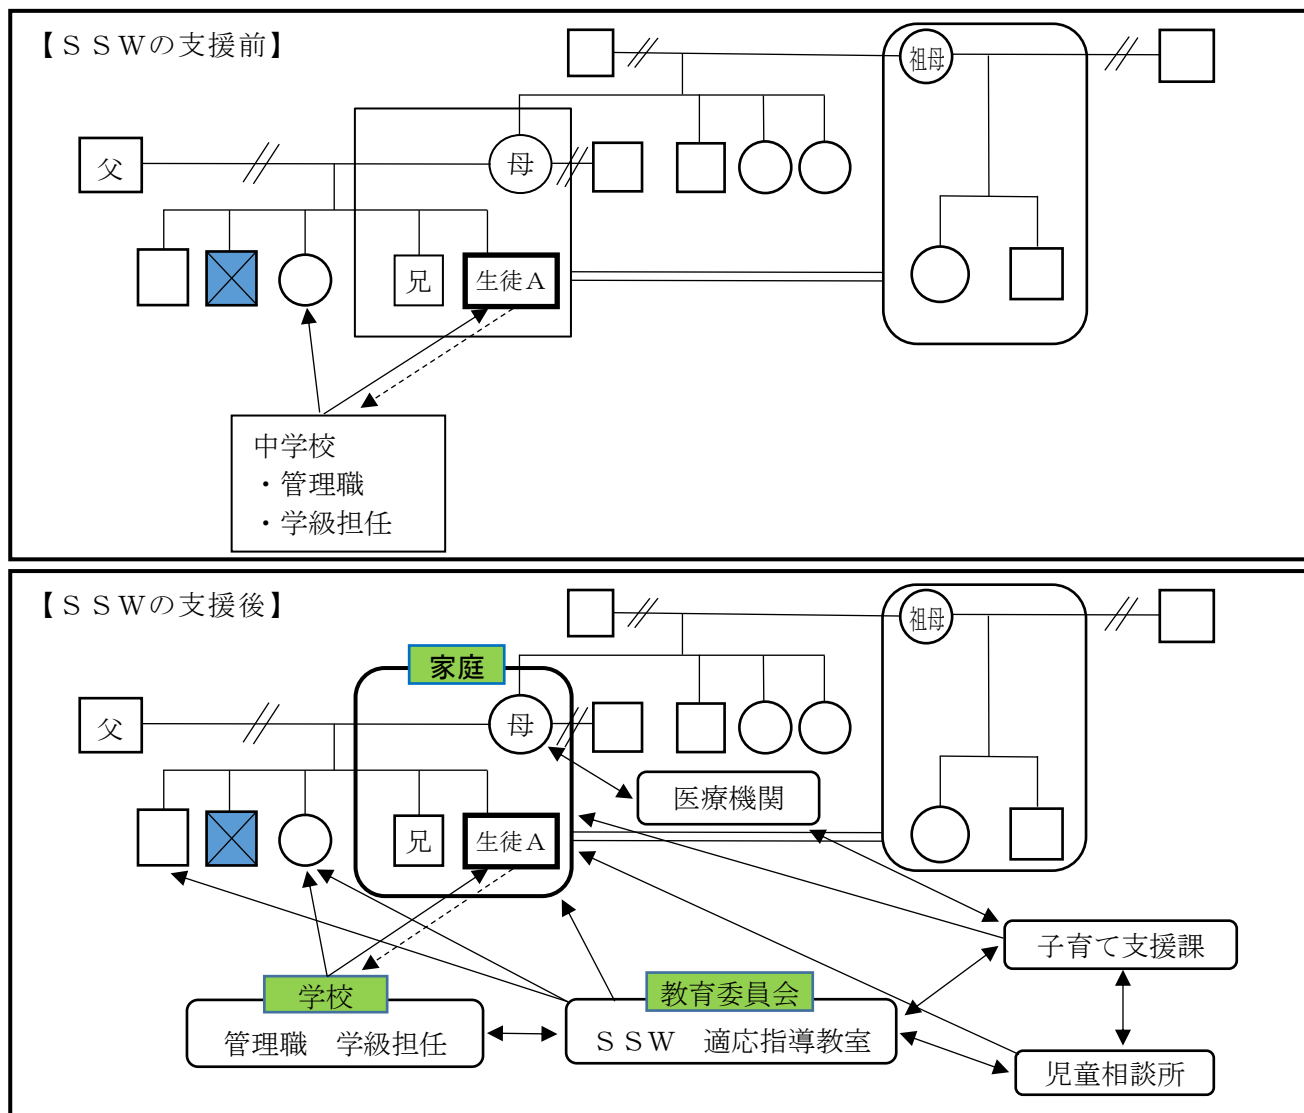 【ＳＳＷの支援前】
祖母
父
母
兄
生徒Ａ
中学校
・管理職
・学級担任
【ＳＳＷの支援後】
祖母
家庭
父
母
医療機関
兄
生徒Ａ
子育て支援課
学校
教育委員会
管理職　学級担任
ＳＳＷ　適応指導教室
児童相談所